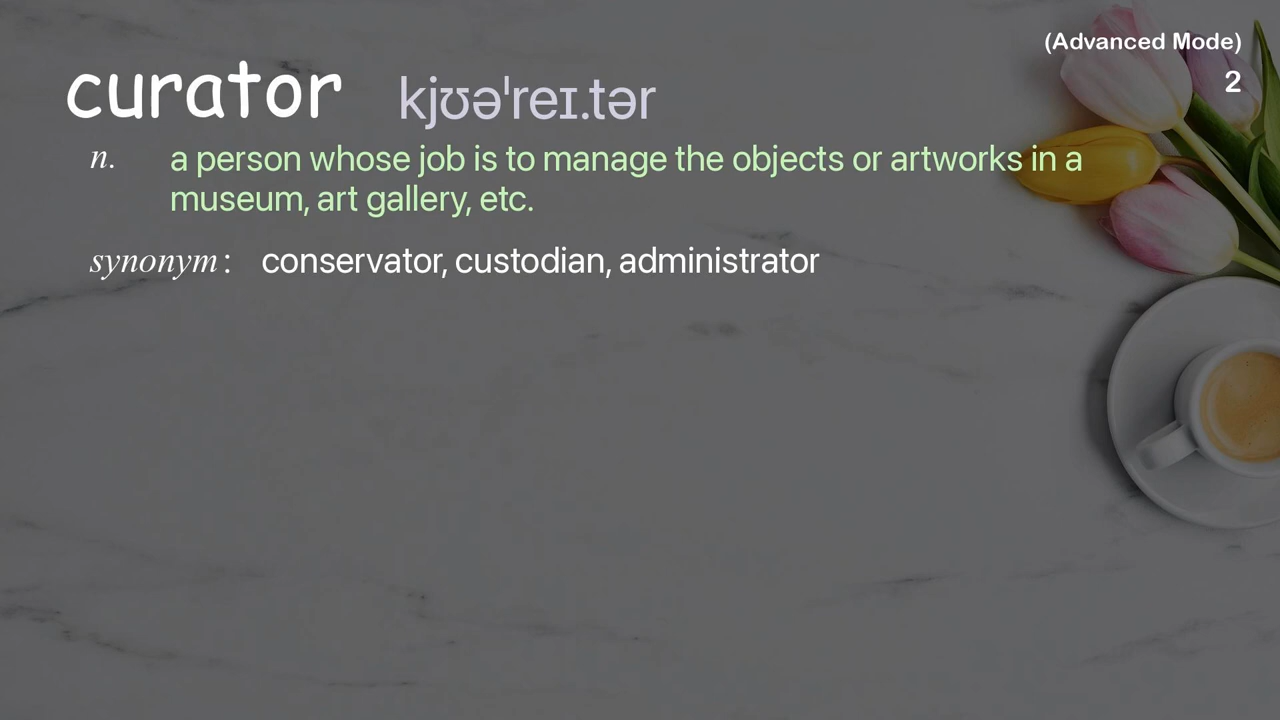 (Advanced Mode)
2
curator kjʊəˈreɪ.tər
n. a person whose job is to manage the objects or artworks in a
museum, art gallery, etc.
synonym: conservator, custodian, administrator